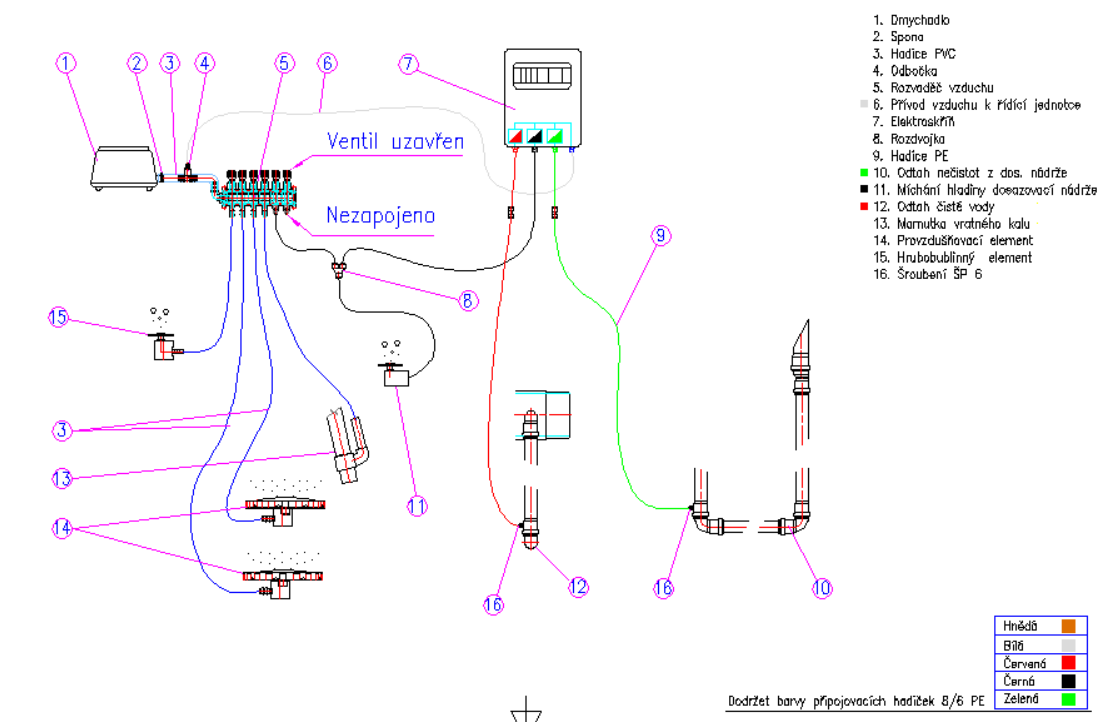 1. Dmychadlo
2. Spona
3. Hadice PVC
4. Odbočka
5. Rozvaděč vzduchu
6. Přívod vzduchu k řídící jednotce
7. Elektroskříň
8. Rozdvojka
9. Hadice PE
10. Odtah nečistot z dos. nádrže
11. Míchání hladiny dosazovací nádrže
12. Odtah čisté vody
13. Mamutka vratného kalu
14. Provzdušňovací element
15. Hrubobublinný element
16. Šroubení ŠP 6
1
2
3
4
5
6
7
Ventil uzavřen
Nezapojeno
9
8
15
3
13
11
14
16
12
16
10
Hnědá
Bílá
Červená
Černá
Zelená
Dodržet barvy připojovacích hadiček 8/6 PE